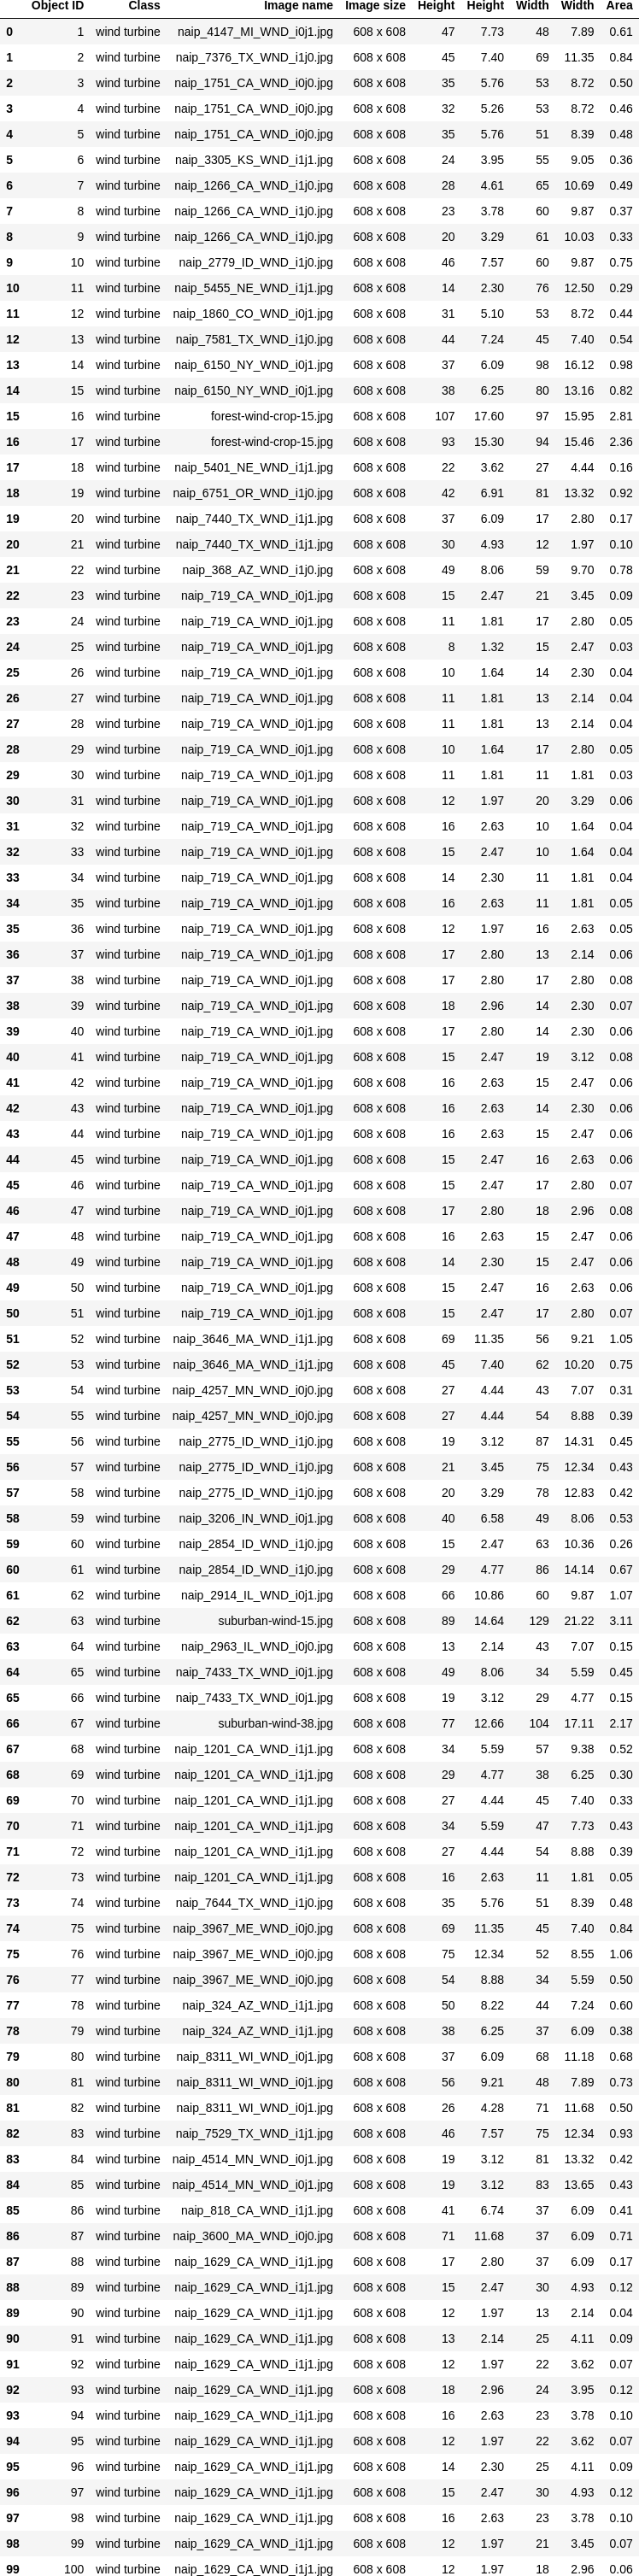 Object ID Class Image name Image size Height Height Width Width Area
0 1 wind turbine naip_4147_MI_WND_i0j1.jpg 608 x 608 47 7.73 48 7.89 0.61
1 2 wind turbine naip_7376_TX_WND_i1j0.jpg 608 x 608 45 7.40 69 11.35 0.84
2 3 wind turbine naip_1751_CA_WND_i0j0.jpg 608 x 608 35 5.76 53 8.72 0.50
3 4 wind turbine naip_1751_CA_WND_i0j0.jpg 608 x 608 32 5.26 53 8.72 0.46
4 5 wind turbine naip_1751_CA_WND_i0j0.jpg 608 x 608 35 5.76 51 8.39 0.48
5 6 wind turbine naip_3305_KS_WND_i1j1.jpg 608 x 608 24 3.95 55 9.05 0.36
6 7 wind turbine naip_1266_CA_WND_i1j0.jpg 608 x 608 28 4.61 65 10.69 0.49
7 8 wind turbine naip_1266_CA_WND_i1j0.jpg 608 x 608 23 3.78 60 9.87 0.37
8 9 wind turbine naip_1266_CA_WND_i1j0.jpg 608 x 608 20 3.29 61 10.03 0.33
9 10 wind turbine naip_2779_ID_WND_i1j0.jpg 608 x 608 46 7.57 60 9.87 0.75
10 11 wind turbine naip_5455_NE_WND_i1j1.jpg 608 x 608 14 2.30 76 12.50 0.29
11 12 wind turbine naip_1860_CO_WND_i0j1.jpg 608 x 608 31 5.10 53 8.72 0.44
12 13 wind turbine naip_7581_TX_WND_i1j0.jpg 608 x 608 44 7.24 45 7.40 0.54
13 14 wind turbine naip_6150_NY_WND_i0j1.jpg 608 x 608 37 6.09 98 16.12 0.98
14 15 wind turbine naip_6150_NY_WND_i0j1.jpg 608 x 608 38 6.25 80 13.16 0.82
15 16 wind turbine forest-wind-crop-15.jpg 608 x 608 107 17.60 97 15.95 2.81
16 17 wind turbine forest-wind-crop-15.jpg 608 x 608 93 15.30 94 15.46 2.36
17 18 wind turbine naip_5401_NE_WND_i1j1.jpg 608 x 608 22 3.62 27 4.44 0.16
18 19 wind turbine naip_6751_OR_WND_i1j0.jpg 608 x 608 42 6.91 81 13.32 0.92
19 20 wind turbine naip_7440_TX_WND_i1j1.jpg 608 x 608 37 6.09 17 2.80 0.17
20 21 wind turbine naip_7440_TX_WND_i1j1.jpg 608 x 608 30 4.93 12 1.97 0.10
21 22 wind turbine naip_368_AZ_WND_i1j0.jpg 608 x 608 49 8.06 59 9.70 0.78
22 23 wind turbine naip_719_CA_WND_i0j1.jpg 608 x 608 15 2.47 21 3.45 0.09
23 24 wind turbine naip_719_CA_WND_i0j1.jpg 608 x 608 11 1.81 17 2.80 0.05
24 25 wind turbine naip_719_CA_WND_i0j1.jpg 608 x 608 8 1.32 15 2.47 0.03
25 26 wind turbine naip_719_CA_WND_i0j1.jpg 608 x 608 10 1.64 14 2.30 0.04
26 27 wind turbine naip_719_CA_WND_i0j1.jpg 608 x 608 11 1.81 13 2.14 0.04
27 28 wind turbine naip_719_CA_WND_i0j1.jpg 608 x 608 11 1.81 13 2.14 0.04
28 29 wind turbine naip_719_CA_WND_i0j1.jpg 608 x 608 10 1.64 17 2.80 0.05
29 30 wind turbine naip_719_CA_WND_i0j1.jpg 608 x 608 11 1.81 11 1.81 0.03
30 31 wind turbine naip_719_CA_WND_i0j1.jpg 608 x 608 12 1.97 20 3.29 0.06
31 32 wind turbine naip_719_CA_WND_i0j1.jpg 608 x 608 16 2.63 10 1.64 0.04
32 33 wind turbine naip_719_CA_WND_i0j1.jpg 608 x 608 15 2.47 10 1.64 0.04
33 34 wind turbine naip_719_CA_WND_i0j1.jpg 608 x 608 14 2.30 11 1.81 0.04
34 35 wind turbine naip_719_CA_WND_i0j1.jpg 608 x 608 16 2.63 11 1.81 0.05
35 36 wind turbine naip_719_CA_WND_i0j1.jpg 608 x 608 12 1.97 16 2.63 0.05
36 37 wind turbine naip_719_CA_WND_i0j1.jpg 608 x 608 17 2.80 13 2.14 0.06
37 38 wind turbine naip_719_CA_WND_i0j1.jpg 608 x 608 17 2.80 17 2.80 0.08
38 39 wind turbine naip_719_CA_WND_i0j1.jpg 608 x 608 18 2.96 14 2.30 0.07
39 40 wind turbine naip_719_CA_WND_i0j1.jpg 608 x 608 17 2.80 14 2.30 0.06
40 41 wind turbine naip_719_CA_WND_i0j1.jpg 608 x 608 15 2.47 19 3.12 0.08
41 42 wind turbine naip_719_CA_WND_i0j1.jpg 608 x 608 16 2.63 15 2.47 0.06
42 43 wind turbine naip_719_CA_WND_i0j1.jpg 608 x 608 16 2.63 14 2.30 0.06
43 44 wind turbine naip_719_CA_WND_i0j1.jpg 608 x 608 16 2.63 15 2.47 0.06
44 45 wind turbine naip_719_CA_WND_i0j1.jpg 608 x 608 15 2.47 16 2.63 0.06
45 46 wind turbine naip_719_CA_WND_i0j1.jpg 608 x 608 15 2.47 17 2.80 0.07
46 47 wind turbine naip_719_CA_WND_i0j1.jpg 608 x 608 17 2.80 18 2.96 0.08
47 48 wind turbine naip_719_CA_WND_i0j1.jpg 608 x 608 16 2.63 15 2.47 0.06
48 49 wind turbine naip_719_CA_WND_i0j1.jpg 608 x 608 14 2.30 15 2.47 0.06
49 50 wind turbine naip_719_CA_WND_i0j1.jpg 608 x 608 15 2.47 16 2.63 0.06
50 51 wind turbine naip_719_CA_WND_i0j1.jpg 608 x 608 15 2.47 17 2.80 0.07
51 52 wind turbine naip_3646_MA_WND_i1j1.jpg 608 x 608 69 11.35 56 9.21 1.05
52 53 wind turbine naip_3646_MA_WND_i1j1.jpg 608 x 608 45 7.40 62 10.20 0.75
53 54 wind turbine naip_4257_MN_WND_i0j0.jpg 608 x 608 27 4.44 43 7.07 0.31
54 55 wind turbine naip_4257_MN_WND_i0j0.jpg 608 x 608 27 4.44 54 8.88 0.39
55 56 wind turbine naip_2775_ID_WND_i1j0.jpg 608 x 608 19 3.12 87 14.31 0.45
56 57 wind turbine naip_2775_ID_WND_i1j0.jpg 608 x 608 21 3.45 75 12.34 0.43
57 58 wind turbine naip_2775_ID_WND_i1j0.jpg 608 x 608 20 3.29 78 12.83 0.42
58 59 wind turbine naip_3206_IN_WND_i0j1.jpg 608 x 608 40 6.58 49 8.06 0.53
59 60 wind turbine naip_2854_ID_WND_i1j0.jpg 608 x 608 15 2.47 63 10.36 0.26
60 61 wind turbine naip_2854_ID_WND_i1j0.jpg 608 x 608 29 4.77 86 14.14 0.67
61 62 wind turbine naip_2914_IL_WND_i0j1.jpg 608 x 608 66 10.86 60 9.87 1.07
62 63 wind turbine suburban-wind-15.jpg 608 x 608 89 14.64 129 21.22 3.11
63 64 wind turbine naip_2963_IL_WND_i0j0.jpg 608 x 608 13 2.14 43 7.07 0.15
64 65 wind turbine naip_7433_TX_WND_i0j1.jpg 608 x 608 49 8.06 34 5.59 0.45
65 66 wind turbine naip_7433_TX_WND_i0j1.jpg 608 x 608 19 3.12 29 4.77 0.15
66 67 wind turbine suburban-wind-38.jpg 608 x 608 77 12.66 104 17.11 2.17
67 68 wind turbine naip_1201_CA_WND_i1j1.jpg 608 x 608 34 5.59 57 9.38 0.52
68 69 wind turbine naip_1201_CA_WND_i1j1.jpg 608 x 608 29 4.77 38 6.25 0.30
69 70 wind turbine naip_1201_CA_WND_i1j1.jpg 608 x 608 27 4.44 45 7.40 0.33
70 71 wind turbine naip_1201_CA_WND_i1j1.jpg 608 x 608 34 5.59 47 7.73 0.43
71 72 wind turbine naip_1201_CA_WND_i1j1.jpg 608 x 608 27 4.44 54 8.88 0.39
72 73 wind turbine naip_1201_CA_WND_i1j1.jpg 608 x 608 16 2.63 11 1.81 0.05
73 74 wind turbine naip_7644_TX_WND_i1j0.jpg 608 x 608 35 5.76 51 8.39 0.48
74 75 wind turbine naip_3967_ME_WND_i0j0.jpg 608 x 608 69 11.35 45 7.40 0.84
75 76 wind turbine naip_3967_ME_WND_i0j0.jpg 608 x 608 75 12.34 52 8.55 1.06
76 77 wind turbine naip_3967_ME_WND_i0j0.jpg 608 x 608 54 8.88 34 5.59 0.50
77 78 wind turbine naip_324_AZ_WND_i1j1.jpg 608 x 608 50 8.22 44 7.24 0.60
78 79 wind turbine naip_324_AZ_WND_i1j1.jpg 608 x 608 38 6.25 37 6.09 0.38
79 80 wind turbine naip_8311_WI_WND_i0j1.jpg 608 x 608 37 6.09 68 11.18 0.68
80 81 wind turbine naip_8311_WI_WND_i0j1.jpg 608 x 608 56 9.21 48 7.89 0.73
81 82 wind turbine naip_8311_WI_WND_i0j1.jpg 608 x 608 26 4.28 71 11.68 0.50
82 83 wind turbine naip_7529_TX_WND_i1j1.jpg 608 x 608 46 7.57 75 12.34 0.93
83 84 wind turbine naip_4514_MN_WND_i0j1.jpg 608 x 608 19 3.12 81 13.32 0.42
84 85 wind turbine naip_4514_MN_WND_i0j1.jpg 608 x 608 19 3.12 83 13.65 0.43
85 86 wind turbine naip_818_CA_WND_i1j1.jpg 608 x 608 41 6.74 37 6.09 0.41
86 87 wind turbine naip_3600_MA_WND_i0j0.jpg 608 x 608 71 11.68 37 6.09 0.71
87 88 wind turbine naip_1629_CA_WND_i1j1.jpg 608 x 608 17 2.80 37 6.09 0.17
88 89 wind turbine naip_1629_CA_WND_i1j1.jpg 608 x 608 15 2.47 30 4.93 0.12
89 90 wind turbine naip_1629_CA_WND_i1j1.jpg 608 x 608 12 1.97 13 2.14 0.04
90 91 wind turbine naip_1629_CA_WND_i1j1.jpg 608 x 608 13 2.14 25 4.11 0.09
91 92 wind turbine naip_1629_CA_WND_i1j1.jpg 608 x 608 12 1.97 22 3.62 0.07
92 93 wind turbine naip_1629_CA_WND_i1j1.jpg 608 x 608 18 2.96 24 3.95 0.12
93 94 wind turbine naip_1629_CA_WND_i1j1.jpg 608 x 608 16 2.63 23 3.78 0.10
94 95 wind turbine naip_1629_CA_WND_i1j1.jpg 608 x 608 12 1.97 22 3.62 0.07
95 96 wind turbine naip_1629_CA_WND_i1j1.jpg 608 x 608 14 2.30 25 4.11 0.09
96 97 wind turbine naip_1629_CA_WND_i1j1.jpg 608 x 608 15 2.47 30 4.93 0.12
97 98 wind turbine naip_1629_CA_WND_i1j1.jpg 608 x 608 16 2.63 23 3.78 0.10
98 99 wind turbine naip_1629_CA_WND_i1j1.jpg 608 x 608 12 1.97 21 3.45 0.07
99 100 wind turbine naip_1629_CA_WND_i1j1.jpg 608 x 608 12 1.97 18 2.96 0.06